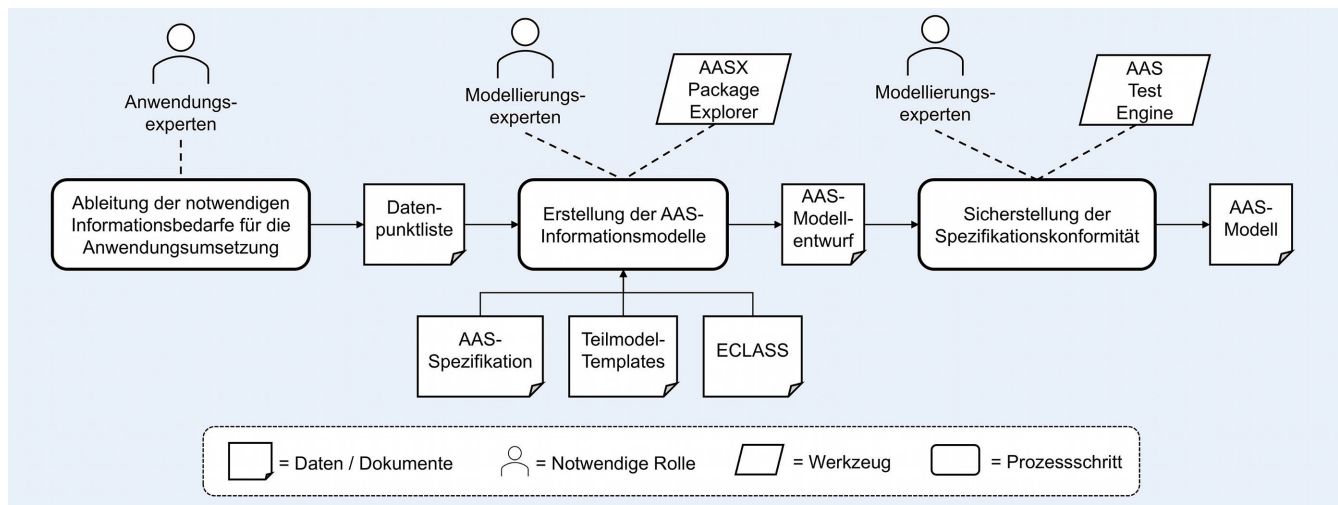 Anwendungs-
experten
Modellierungs-
experten
AASX
Package
Explorer
Modellierungs-
experten
AAS
Test
Engine
Ableitung der notwendigen
Informationsbedarfe für die
Anwendungsumsetzung
Daten-
punktliste
Erstellung der AAS-
Informationsmodelle
AAS-
Modell-
entwurf
Sicherstellung der
Spezifikationskonformität
AAS-
Modell
AAS-
Spezifikation
Teilmodel-
Templates
ECLASS
= Daten / Dokumente
= Notwendige Rolle
= Werkzeug
= Prozessschritt